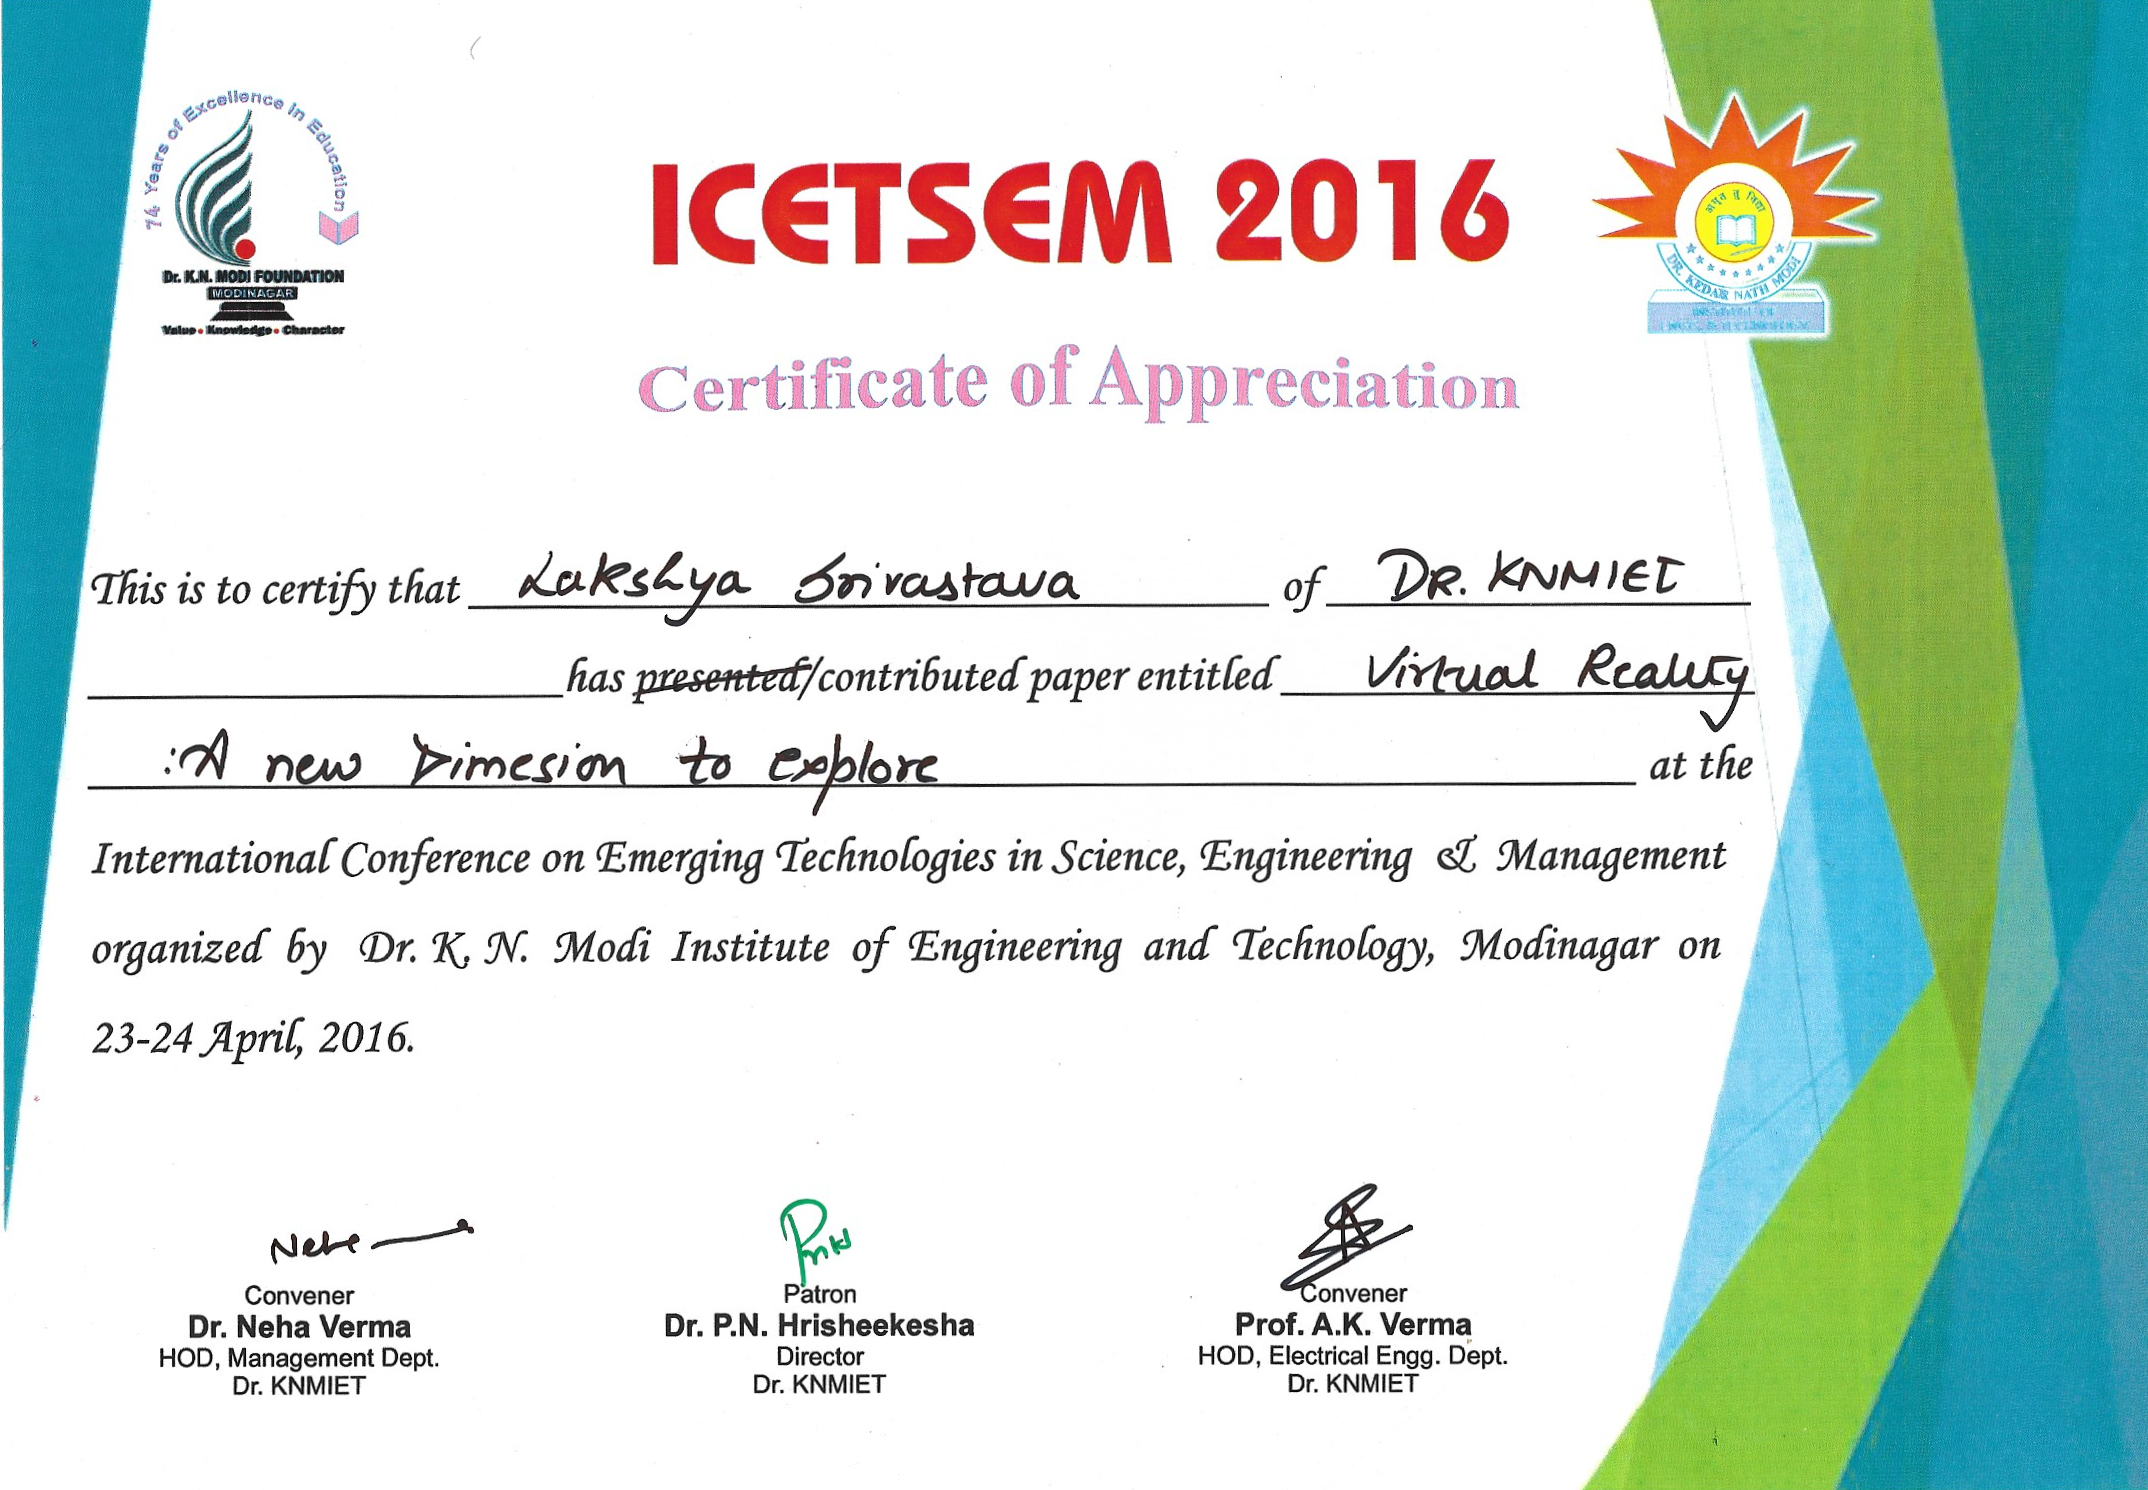 74 Years of Excellence in Education
Dr. K.N. MODI FOUNDATION
MODINAGAR
Value • Knowledge • Character
ICETSEM 2016
DR. KEDAR NATH MODI
INSTITUTE OF
Certificate of Appreciation
This is to certify that Lakshya Srivastava of DR. KNMIET
has presented/contributed paper entitled Virtual Reality
: A new Dimesion to explore at the
International Conference on Emerging Technologies in Science, Engineering & Management
organized by Dr. K. N. Modi Institute of Engineering and Technology, Modinagar on
23-24 April, 2016.
Neha
Convener
Dr. Neha Verma
HOD, Management Dept.
Dr. KNMIET
Patron
Dr. P.N. Hrisheekesha
Director
Dr. KNMIET
Convener
Prof. A.K. Verma
HOD, Electrical Engg. Dept.
Dr. KNMIET